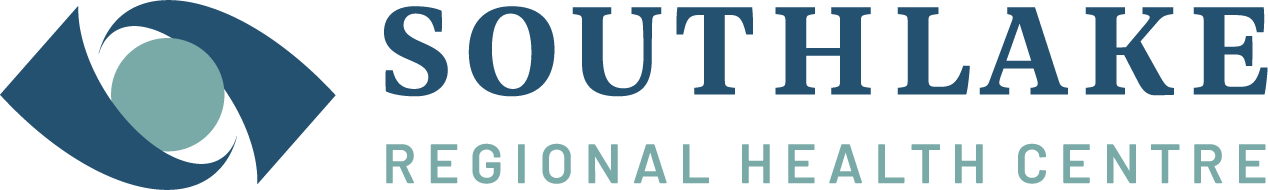 SOUTHLAKE
REGIONAL HEALTH CENTRE